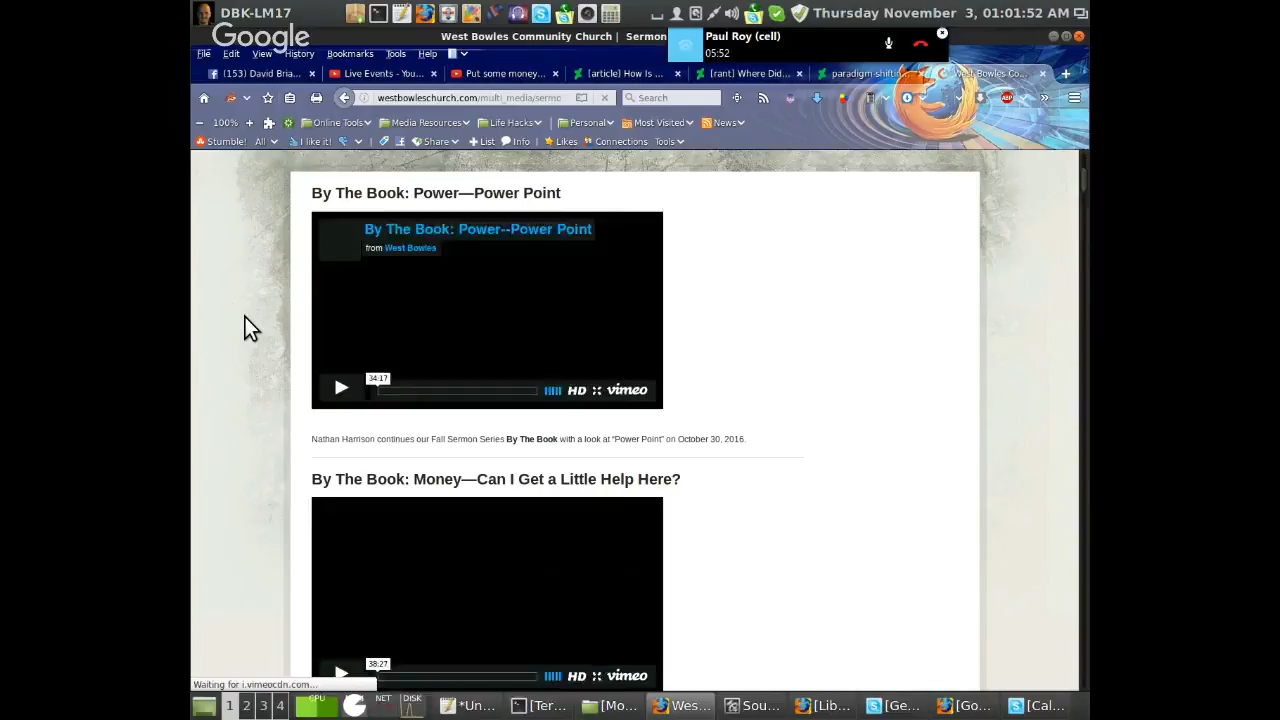 DBK-LM17
Thursday November 3, 01:01:52 AM
Google
West Bowles Community Church | Sermon
Paul Roy (cell)
05:52
File Edit View History Bookmarks Tools Help
(153) David Bria...
Live Events - You...
Put some money...
[article] How Is ...
[rant] Where Did...
paradigm-shiftin
West Bowles Co...
westbowleschurch.com/multi_media/sermo
Search
ABP
100%
Online Tools
Media Resources
Life Hacks
Personal
Most Visited
News
Stumble! All I like it! Share List Info Likes Connections Tools
By The Book: Power—Power Point
By The Book: Power--Power Point
from West Bowles
34:17
HD vimeo
Nathan Harrison continues our Fall Sermon Series By The Book with a look at "Power Point" on October 30, 2016.
By The Book: Money—Can I Get a Little Help Here?
38:27
HD vimeo
Waiting for i.vimeocdn.com...
1 2 3 4
CPU NET DISK
*Un...
[Ter...
[Mo...
Wes...
Sou...
[Lib...
[Ge...
[Go...
[Cal...